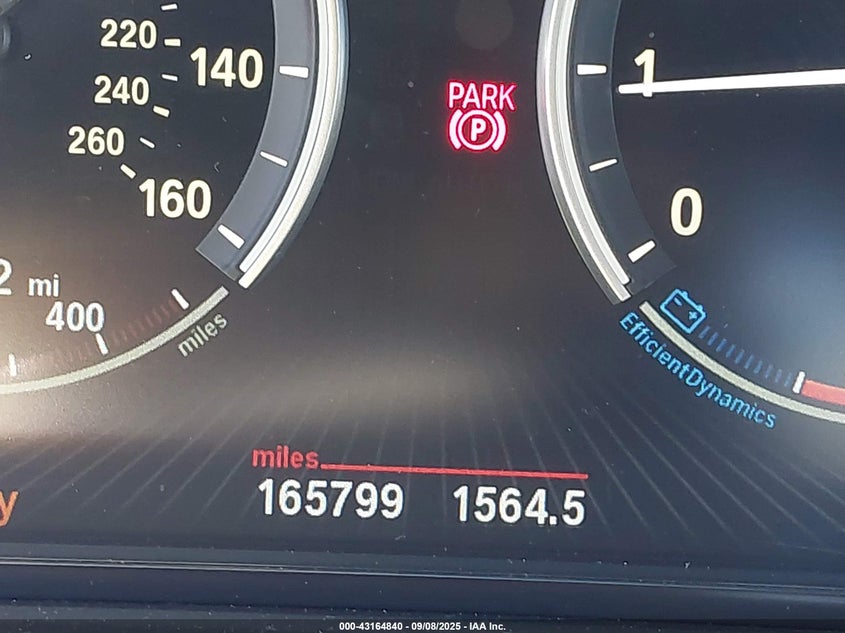 220
140
240
260
160
PARK
P
1
0
2 mi
400
miles
EfficientDynamics
miles
165799 1564.5
y
000-43164840 - 09/08/2025 - IAA Inc.